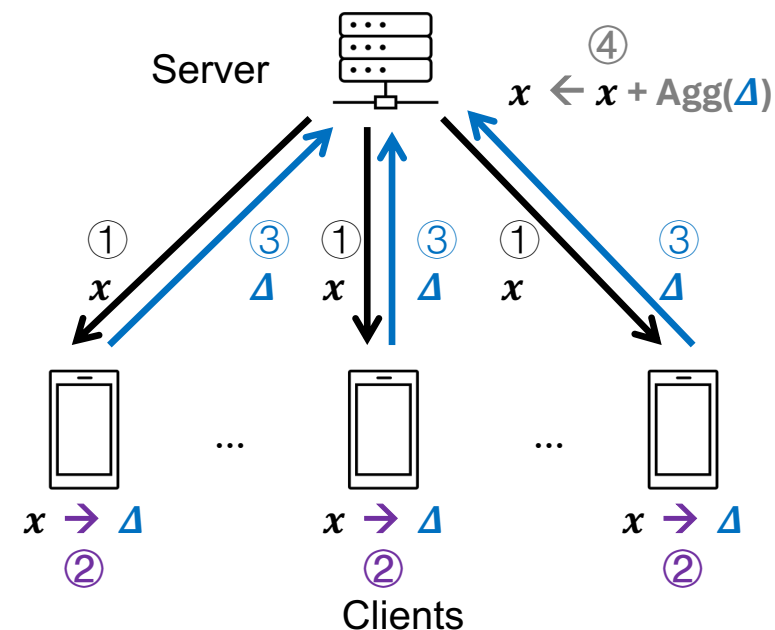 Server
④
x ← x + Agg(Δ)
① ③ ① ③ ① ③
x Δ x Δ x Δ
... ...
x → Δ x → Δ x → Δ
② ② ②
Clients